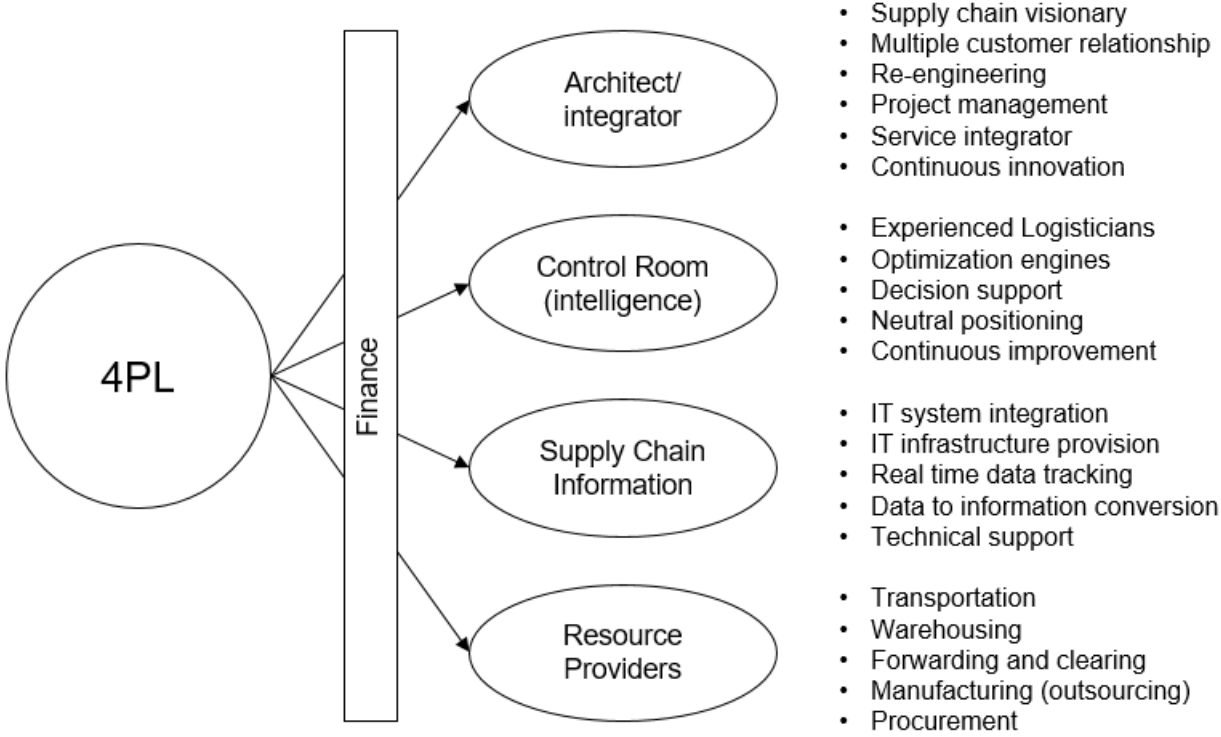 4PL
Finance
Architect/
integrator
• Supply chain visionary
• Multiple customer relationship
• Re-engineering
• Project management
• Service integrator
• Continuous innovation
Control Room
(intelligence)
• Experienced Logisticians
• Optimization engines
• Decision support
• Neutral positioning
• Continuous improvement
Supply Chain
Information
• IT system integration
• IT infrastructure provision
• Real time data tracking
• Data to information conversion
• Technical support
Resource
Providers
• Transportation
• Warehousing
• Forwarding and clearing
• Manufacturing (outsourcing)
• Procurement